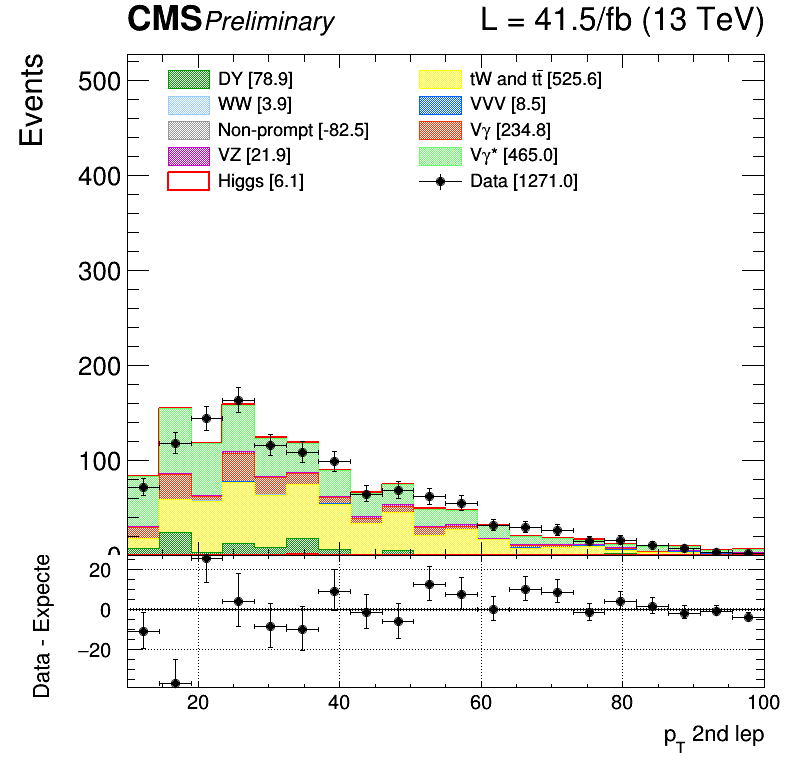 CMS Preliminary L = 41.5/fb (13 TeV)
Events
500
400
300
200
100
0
DY [78.9]
WW [3.9]
Non-prompt [-82.5]
VZ [21.9]
Higgs [6.1]
tW and tt̄ [525.6]
VVV [8.5]
Vγ [234.8]
Vγ* [465.0]
Data [1271.0]
Data - Expecte
20
0
−20
20 40 60 80 100
p_T 2nd lep